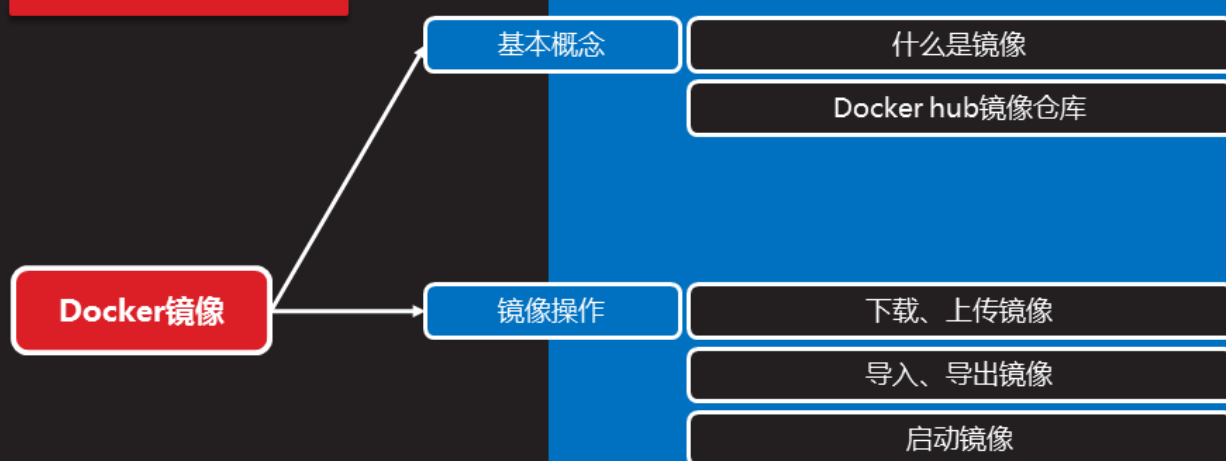 基本概念
什么是镜像
Docker hub镜像仓库
Docker镜像
镜像操作
下载、上传镜像
导入、导出镜像
启动镜像